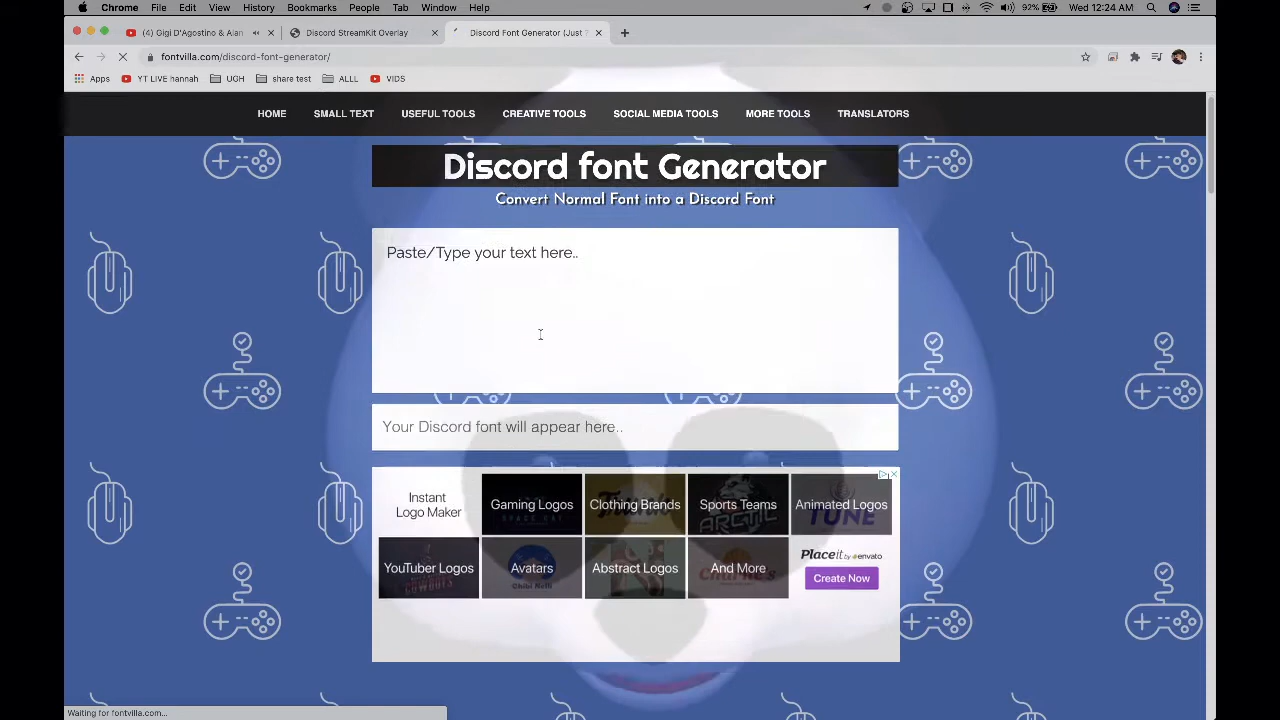 Chrome File Edit View History Bookmarks People Tab Window Help 92% Wed 12:24 AM
(4) Gigi D'Agostino & Alan Discord StreamKit Overlay Discord Font Generator (Just
fontvilla.com/discord-font-generator/
Apps YT LIVE hannah UGH share test ALLL VIDS
HOME SMALL TEXT USEFUL TOOLS CREATIVE TOOLS SOCIAL MEDIA TOOLS MORE TOOLS TRANSLATORS
Discord font Generator
Convert Normal Font into a Discord Font
Paste/Type your text here..
Your Discord font will appear here..
Instant Logo Maker Gaming Logos Clothing Brands Sports Teams Animated Logos
ARCTIC TUNE
YouTuber Logos Avatars Abstract Logos And More Placeit by envato
Create Now
Waiting for fontvilla.com...